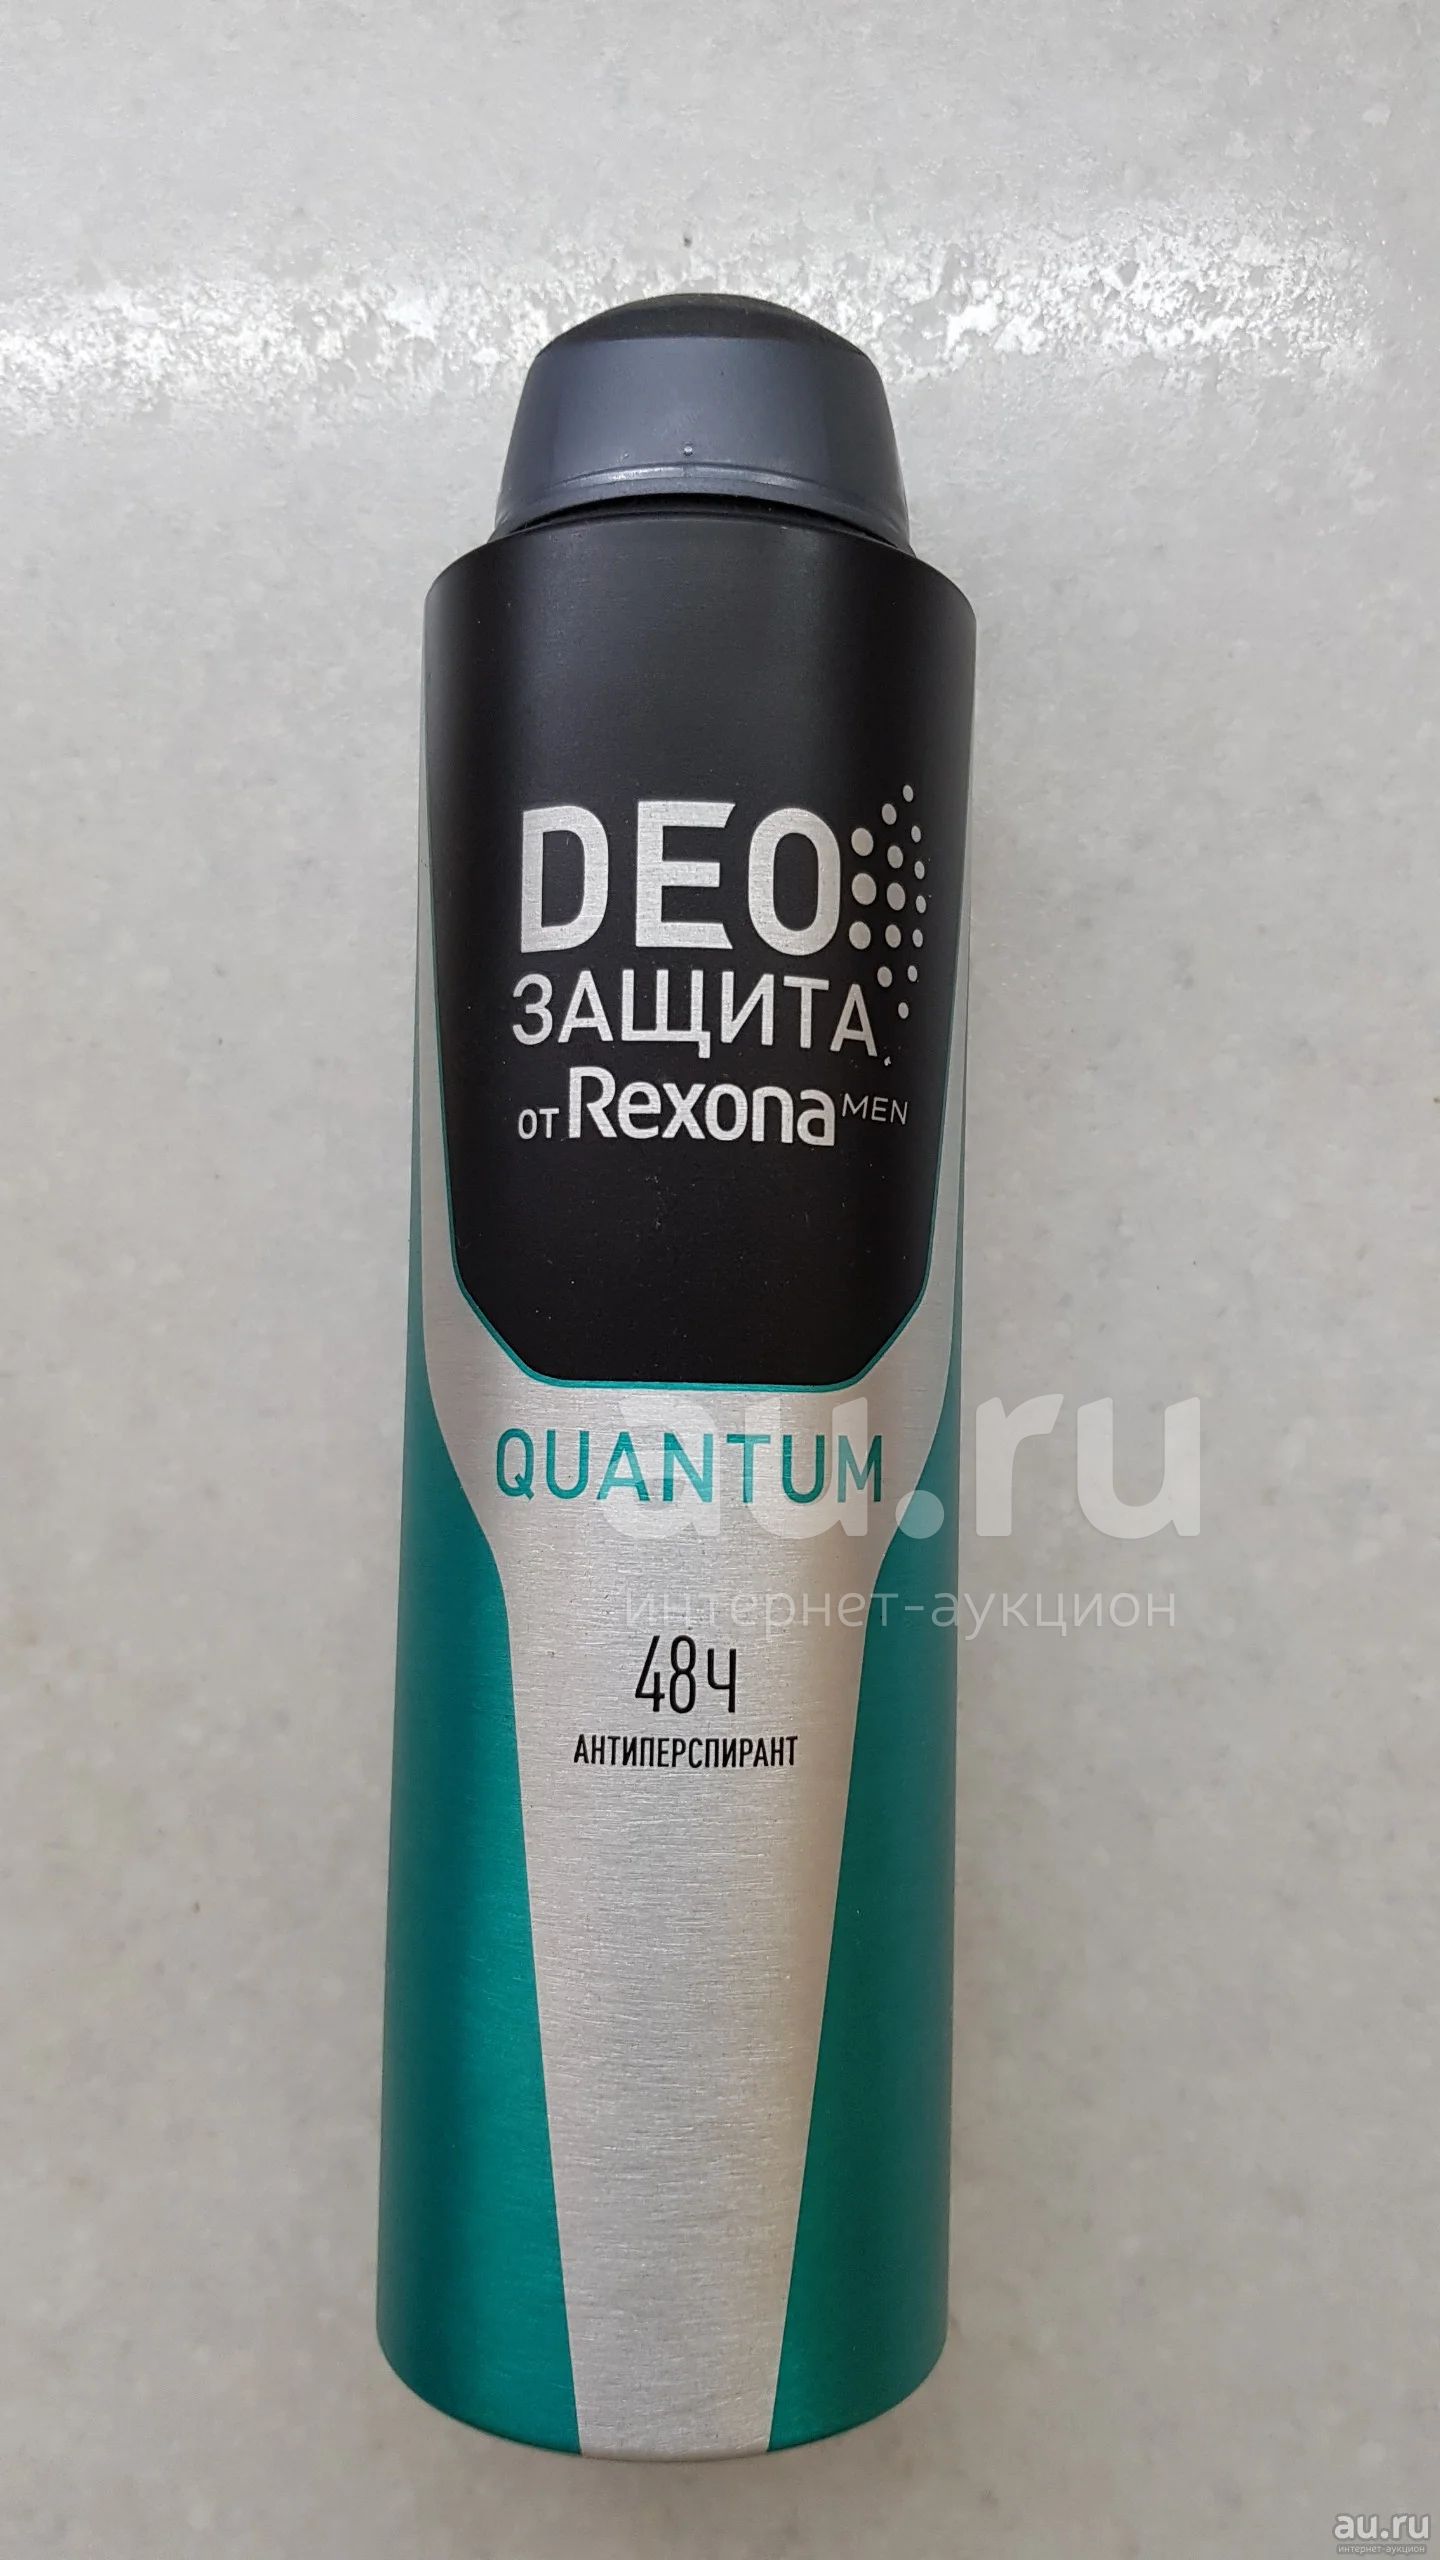 DEO
ЗАЩИТА
от Rexona MEN
QUANTUM
au.ru
интернет-аукцион
48Ч
АНТИПЕРСПИРАНТ
au.ru
интернет-аукцион